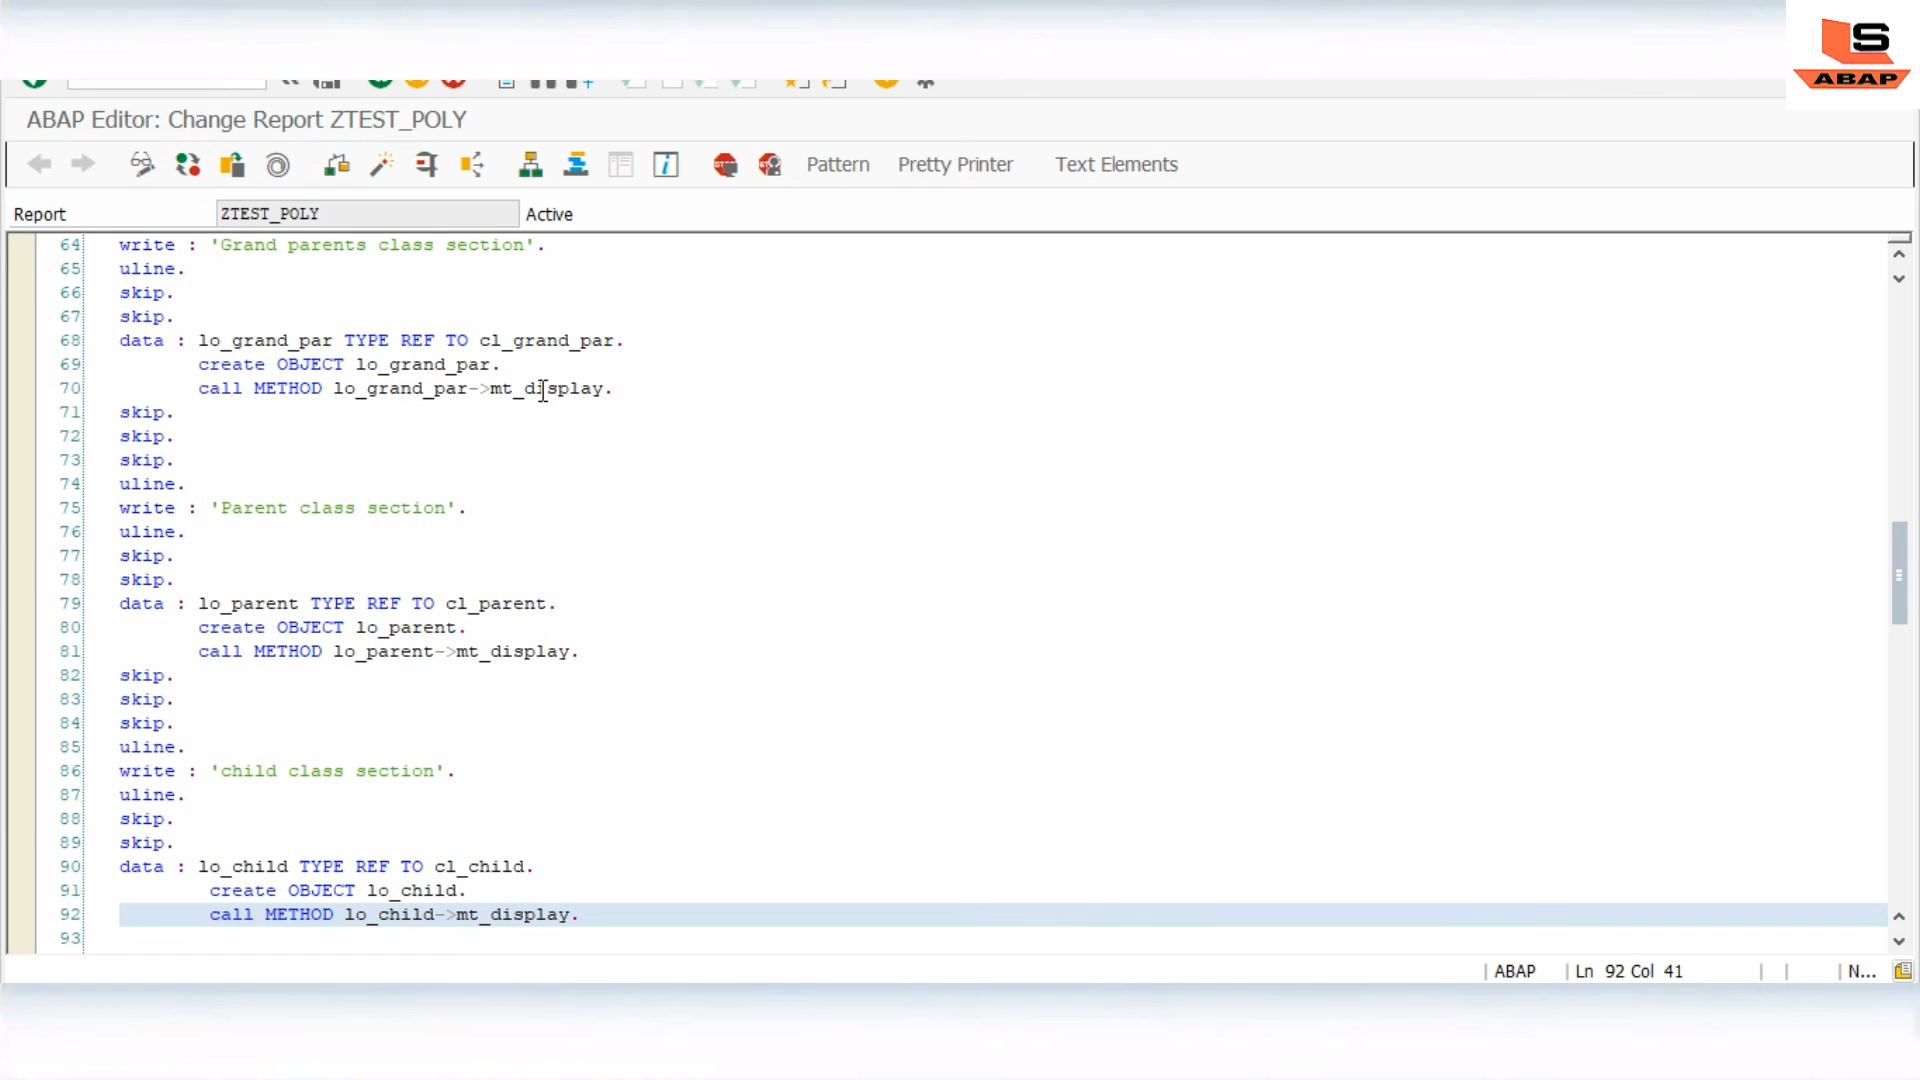 S
ABAP
ABAP Editor: Change Report ZTEST_POLY
Pattern Pretty Printer Text Elements
Report ZTEST_POLY Active
64 write : 'Grand parents class section'.
65 uline.
66 skip.
67 skip.
68 data : lo_grand_par TYPE REF TO cl_grand_par.
69 create OBJECT lo_grand_par.
70 call METHOD lo_grand_par->mt_display.
71 skip.
72 skip.
73 skip.
74 uline.
75 write : 'Parent class section'.
76 uline.
77 skip.
78 skip.
79 data : lo_parent TYPE REF TO cl_parent.
80 create OBJECT lo_parent.
81 call METHOD lo_parent->mt_display.
82 skip.
83 skip.
84 skip.
85 uline.
86 write : 'child class section'.
87 uline.
88 skip.
89 skip.
90 data : lo_child TYPE REF TO cl_child.
91 create OBJECT lo_child.
92 call METHOD lo_child->mt_display.
93
ABAP Ln 92 Col 41 N...